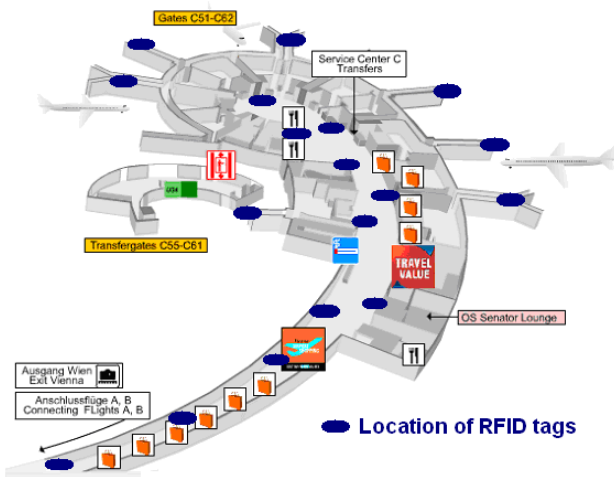 Gates C51-C62
Service Center C
Transfers
Transfergates C55-C61
TRAVEL
VALUE
OS Senator Lounge
Ausgang Wien
Exit Vienna
Anschlussflüge A, B
Connecting FLights A, B
Location of RFID tags